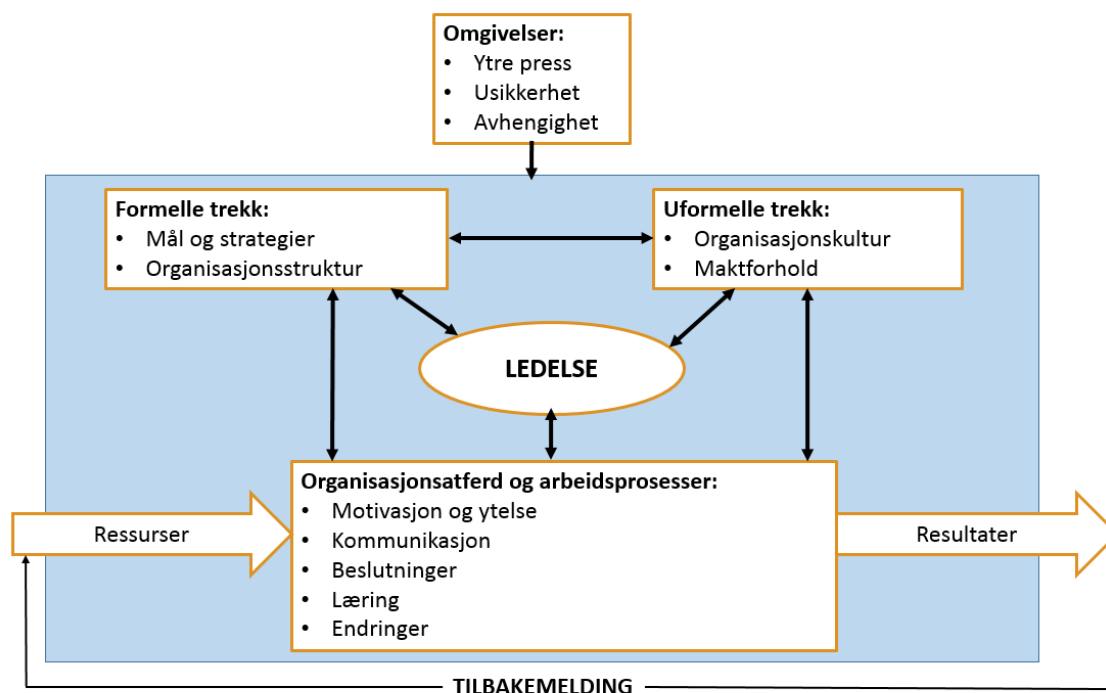 Omgivelser:
• Ytre press
• Usikkerhet
• Avhengighet
Formelle trekk:
• Mål og strategier
• Organisasjonsstruktur
Uformelle trekk:
• Organisasjonskultur
• Maktforhold
LEDELSE
Organisasjonsatferd og arbeidsprosesser:
• Motivasjon og ytelse
• Kommunikasjon
• Beslutninger
• Læring
• Endringer
Ressurser
Resultater
TILBAKEMELDING